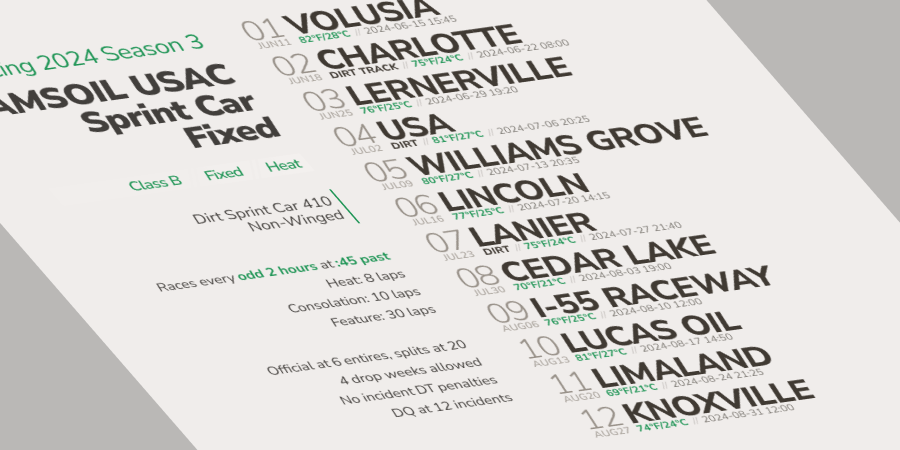 ing 2024 Season 3
AMSOIL USAC
Sprint Car
Fixed
Class B Fixed Heat
Dirt Sprint Car 410
Non-Winged
Races every odd 2 hours at :45 past
Heat: 8 laps
Consolation: 10 laps
Feature: 30 laps
Official at 6 entires, splits at 20
4 drop weeks allowed
No incident DT penalties
DQ at 12 incidents
01 VOLUSIA
JUN11 82°F/28°C // 2024-06-15 15:45
02 CHARLOTTE
JUN18 DIRT TRACK // 75°F/24°C // 2024-06-22 08:00
03 LERNERVILLE
JUN25 76°F/25°C // 2024-06-29 19:20
04 USA
JUL02 DIRT // 81°F/27°C // 2024-07-06 20:25
05 WILLIAMS GROVE
JUL09 80°F/27°C // 2024-07-13 20:35
06 LINCOLN
JUL16 77°F/25°C // 2024-07-20 14:15
07 LANIER
JUL23 DIRT // 75°F/24°C // 2024-07-27 21:40
08 CEDAR LAKE
JUL30 70°F/21°C // 2024-08-03 19:00
09 I-55 RACEWAY
AUG06 76°F/25°C // 2024-08-10 12:00
10 LUCAS OIL
AUG13 81°F/27°C // 2024-08-17 14:50
11 LIMALAND
AUG20 69°F/21°C // 2024-08-24 21:25
12 KNOXVILLE
AUG27 74°F/24°C // 2024-08-31 12:00